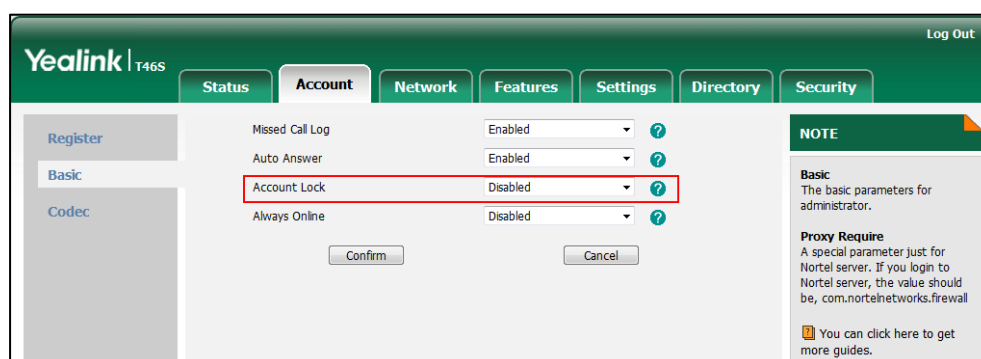 Log Out
Yealink | T46S
Status Account Network Features Settings Directory Security
Register
Basic
Codec
Missed Call Log Enabled ?
Auto Answer Enabled ?
Account Lock Disabled ?
Always Online Disabled ?
Confirm Cancel
NOTE
Basic
The basic parameters for
administrator.
Proxy Require
A special parameter just for
Nortel server. If you login to
Nortel server, the value should
be, com.nortelnetworks.firewall
? You can click here to get
more guides.